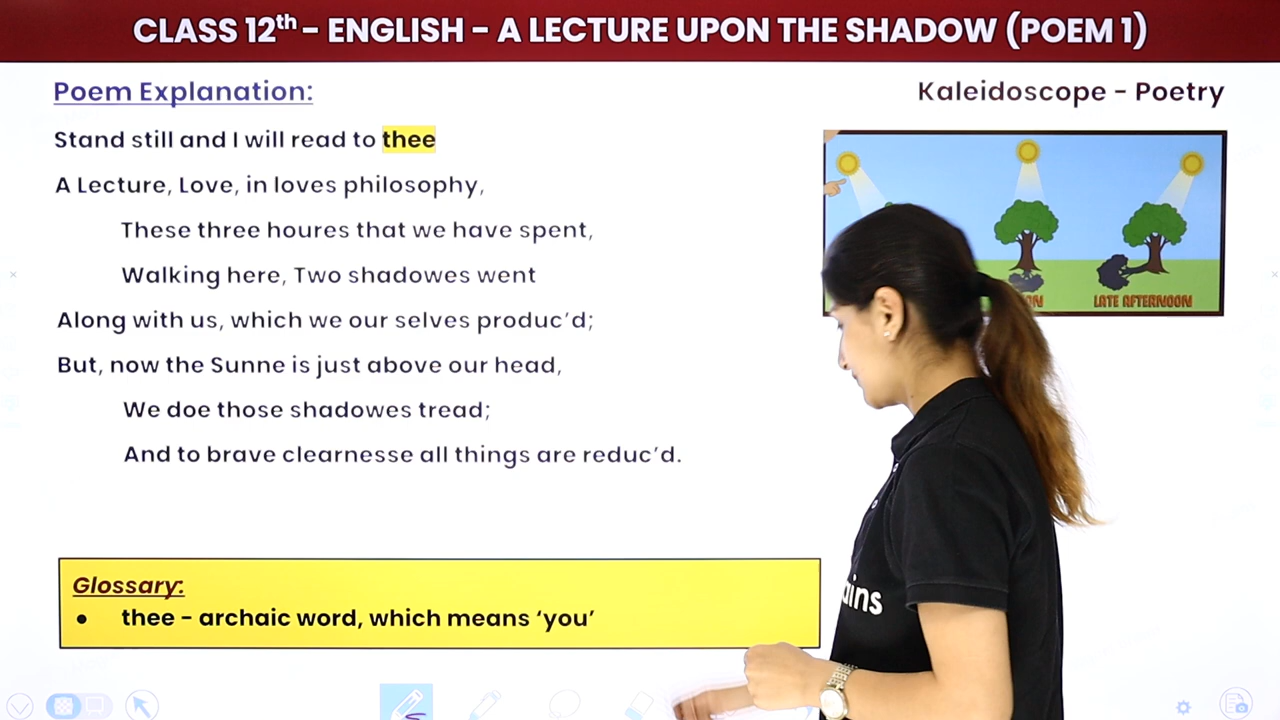 CLASS 12th – ENGLISH – A LECTURE UPON THE SHADOW (POEM 1)
Poem Explanation:
Kaleidoscope - Poetry
Stand still and I will read to thee
A Lecture, Love, in loves philosophy,
These three houres that we have spent,
Walking here, Two shadowes went
Along with us, which we our selves produc’d;
But, now the Sunne is just above our head,
We doe those shadowes tread;
And to brave clearnesse all things are reduc’d.
LATE AFTERNOON
Glossary:
• thee - archaic word, which means ‘you’